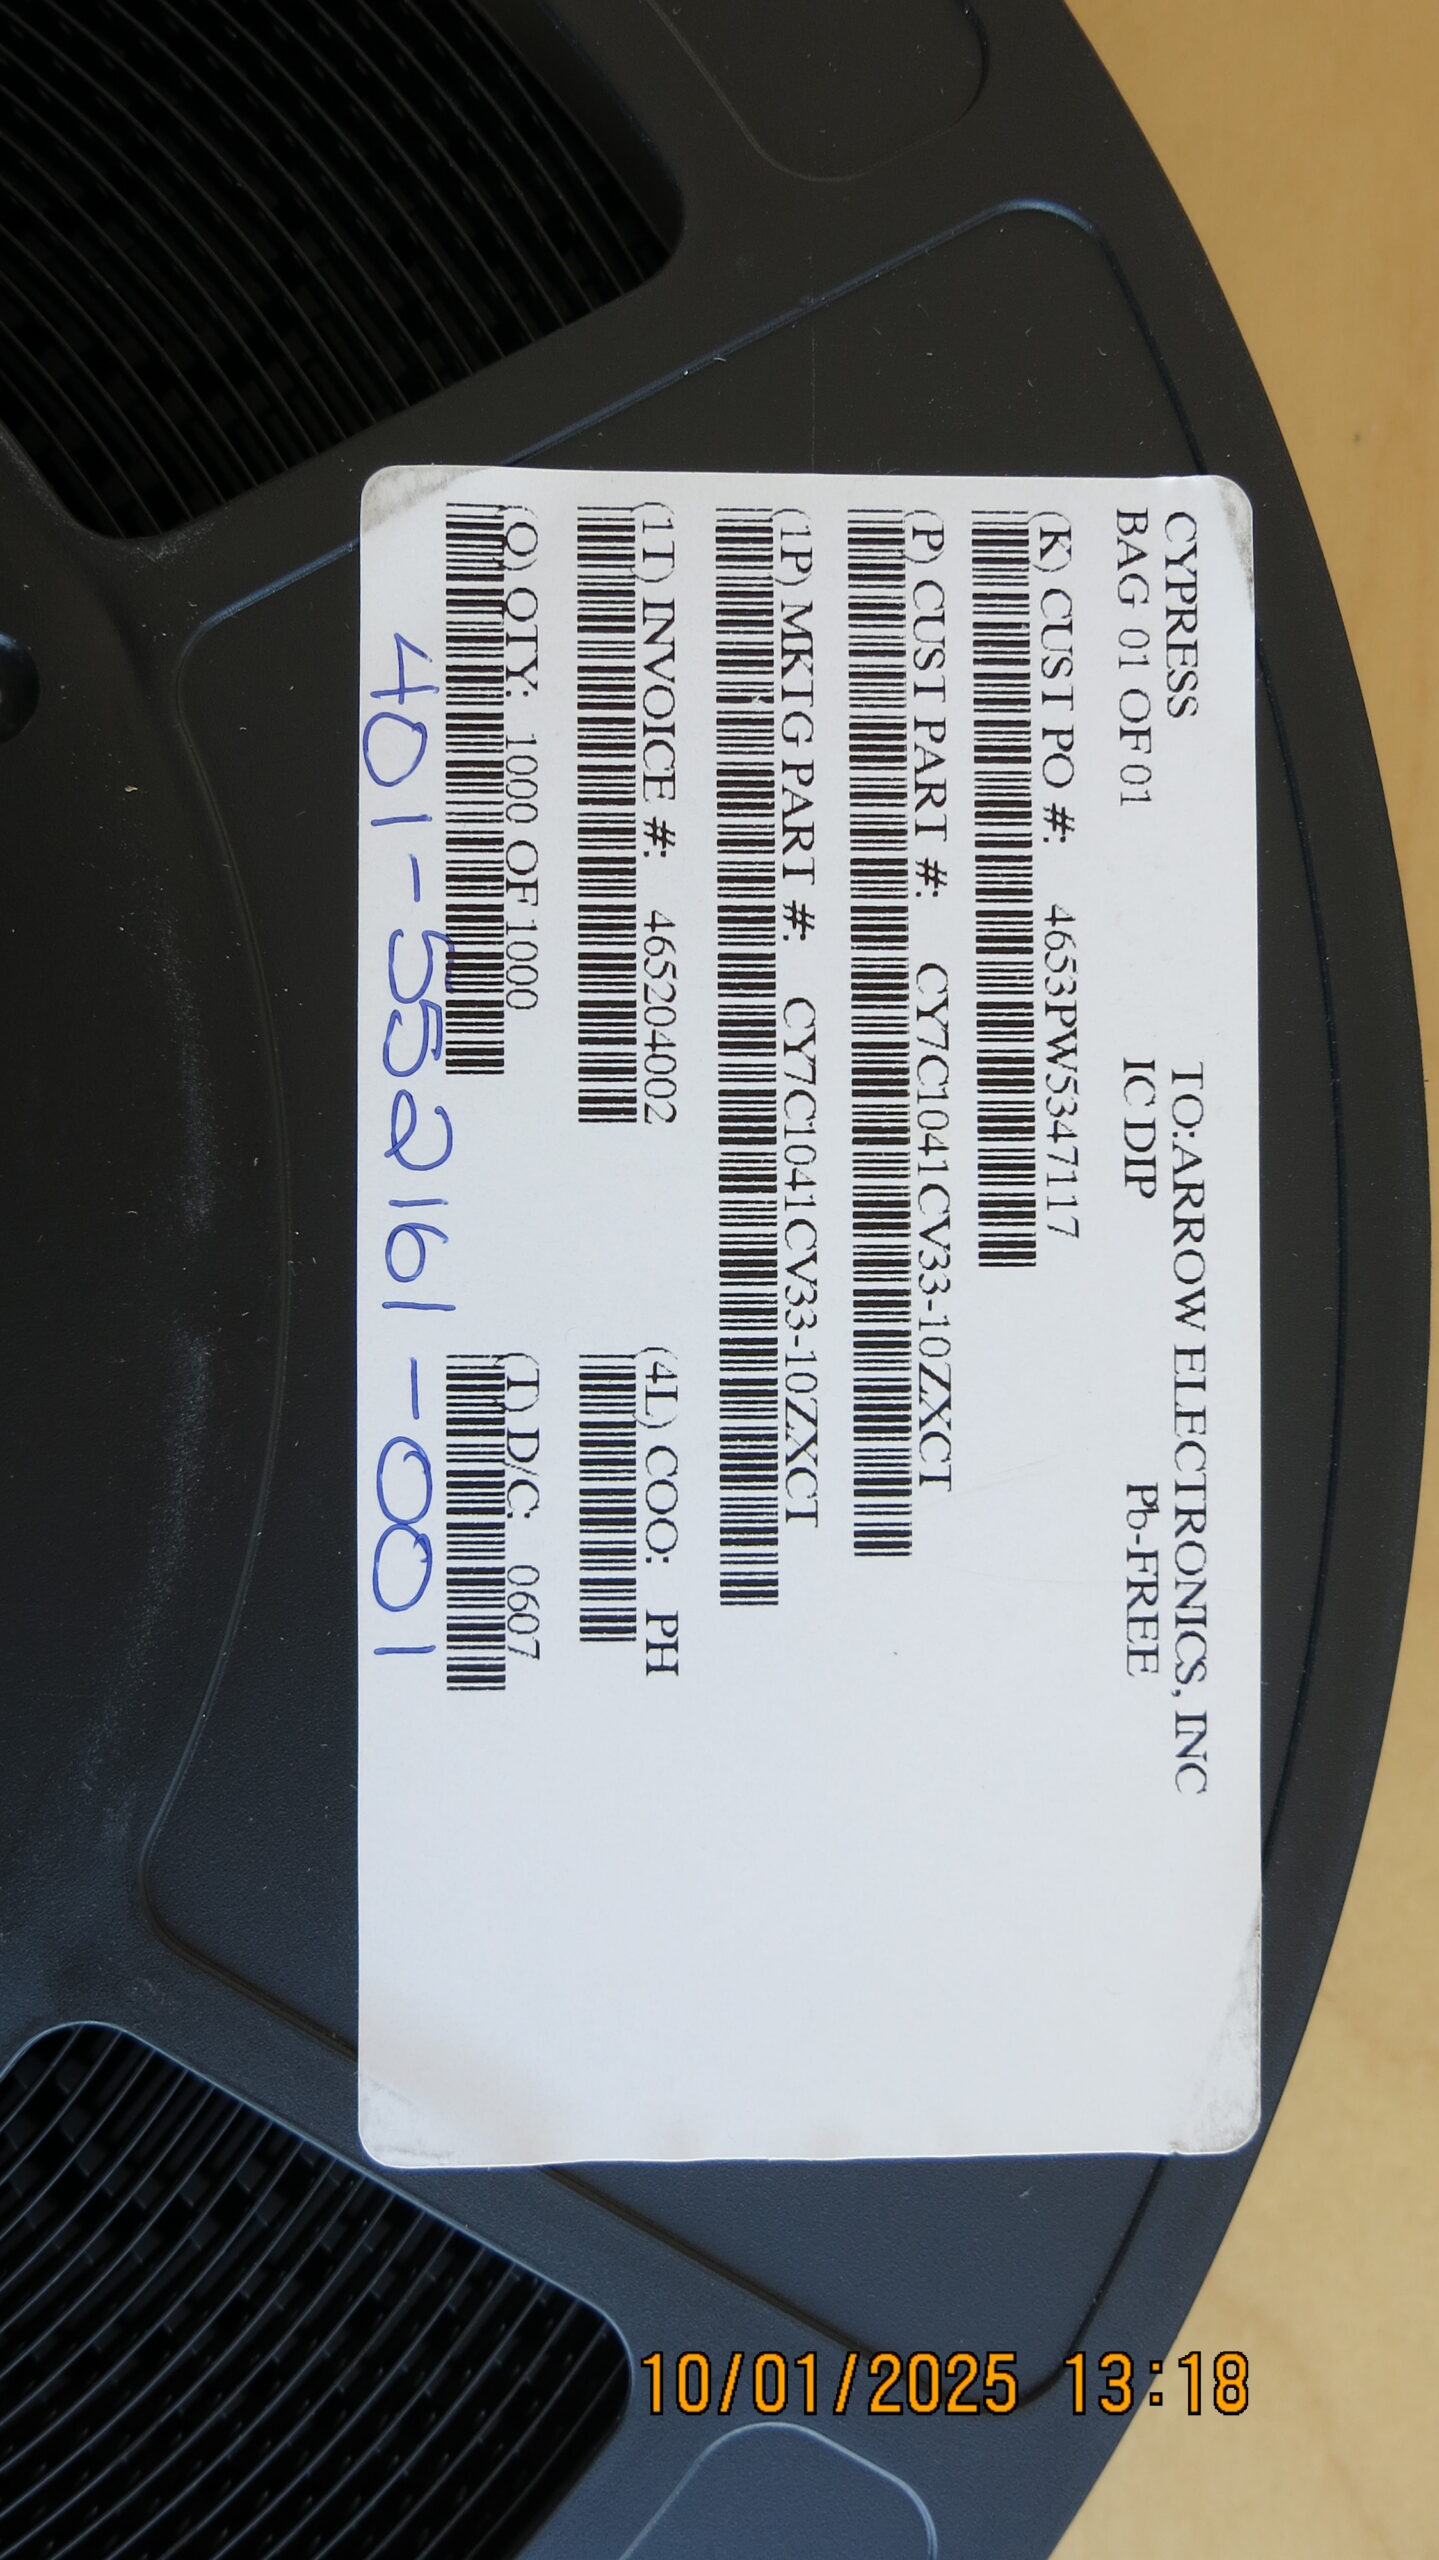 CYPRESS TO:ARROW ELECTRONICS, INC
BAG 01 OF 01 IC DIP Pb-FREE
(K) CUST PO #: 4653PW5347117
(P) CUST PART #: CY7C1041CV33-10ZXCT
(1P) MKTG PART #: CY7C1041CV33-10ZXCT
(1T) INVOICE #: 465204002 (4L) COO: PH
(Q) QTY: 1000 OF 1000 (T) D/C: 0607
401-552161-001
10/01/2025 13:18